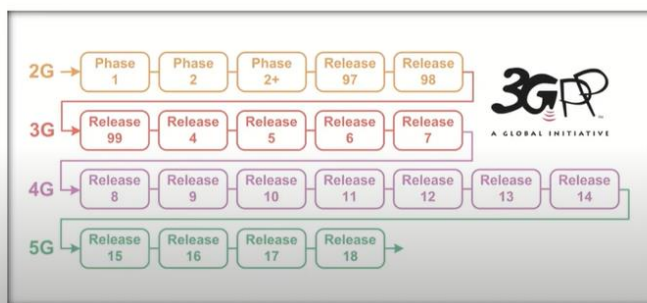 2G
Phase 1
Phase 2
Phase 2+
Release 97
Release 98
3GPP
A GLOBAL INITIATIVE
3G
Release 99
Release 4
Release 5
Release 6
Release 7
4G
Release 8
Release 9
Release 10
Release 11
Release 12
Release 13
Release 14
5G
Release 15
Release 16
Release 17
Release 18